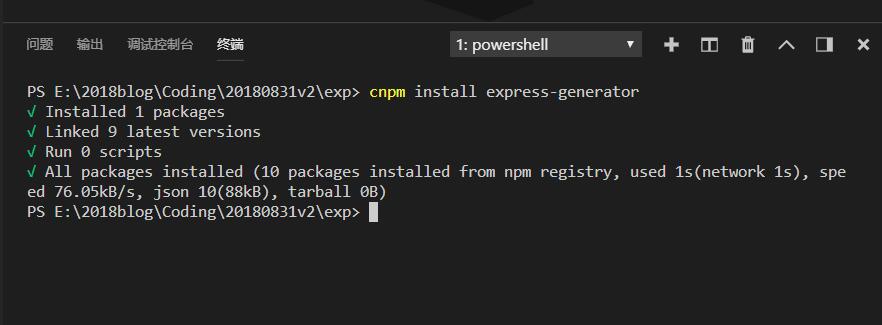 问题 输出 调试控制台 终端 1: powershell
PS E:\2018blog\Coding\20180831v2\exp> cnpm install express-generator
√ Installed 1 packages
√ Linked 9 latest versions
√ Run 0 scripts
√ All packages installed (10 packages installed from npm registry, used 1s(network 1s), spe
ed 76.05kB/s, json 10(88kB), tarball 0B)
PS E:\2018blog\Coding\20180831v2\exp>